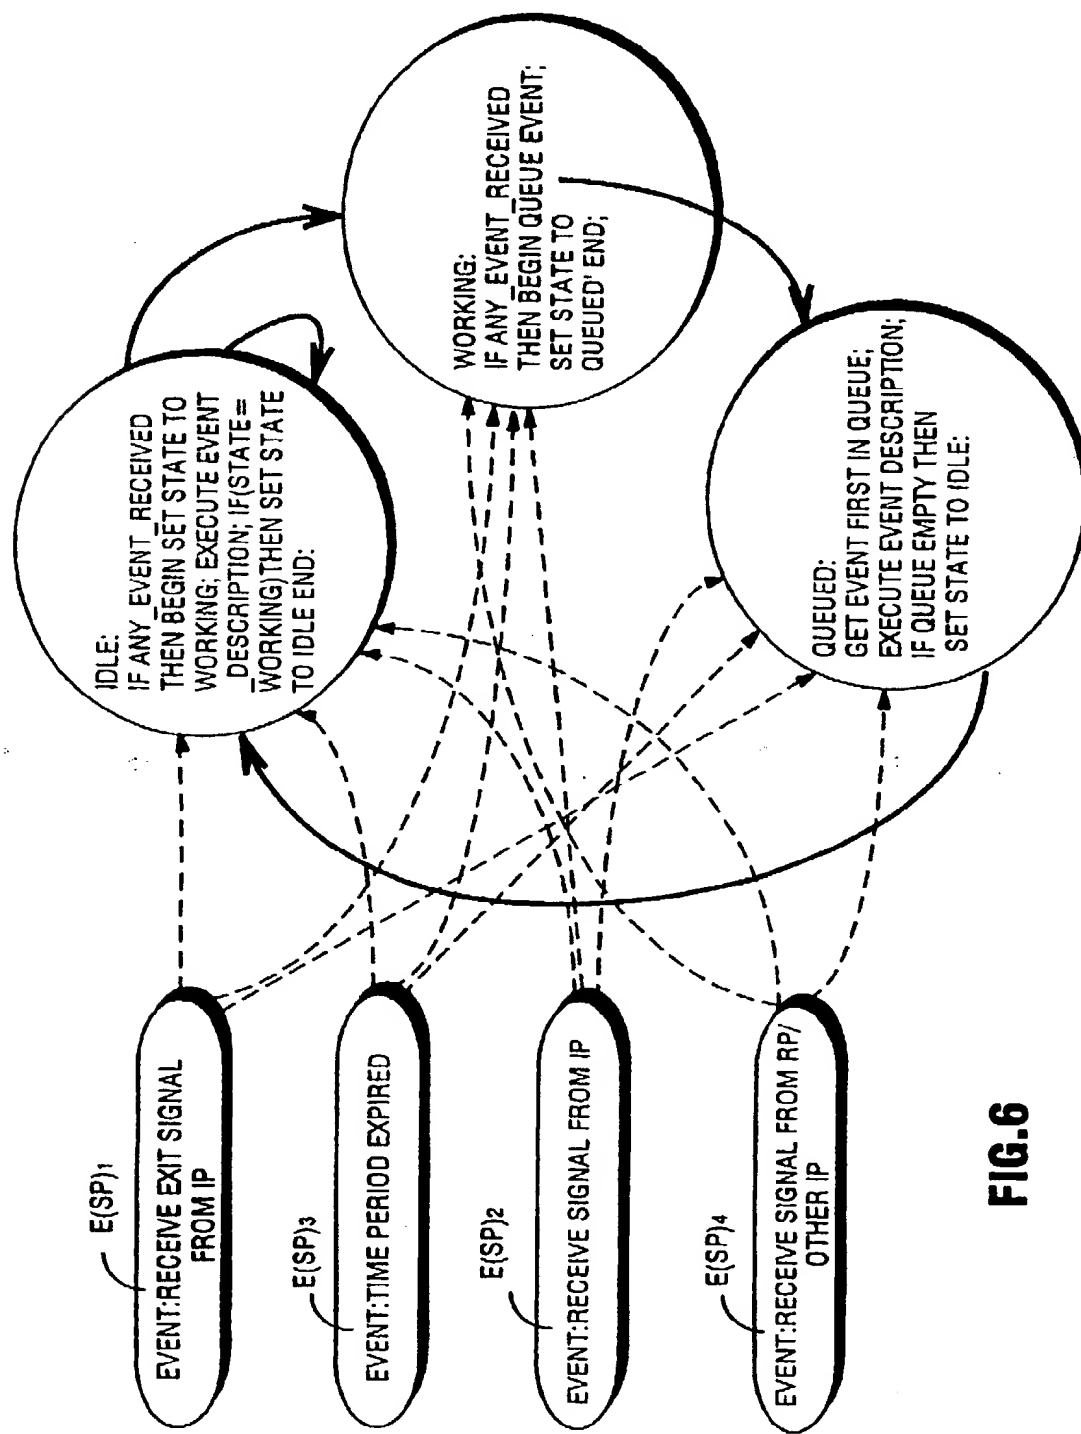 E(SP)1
EVENT:RECEIVE EXIT SIGNAL
FROM IP
E(SP)3
EVENT:TIME PERIOD EXPIRED
E(SP)2
EVENT:RECEIVE SIGNAL FROM IP
E(SP)4
EVENT:RECEIVE SIGNAL FROM RP/
OTHER IP
IDLE:
IF ANY_EVENT_RECEIVED
THEN BEGIN SET STATE TO
WORKING; EXECUTE EVENT
_DESCRIPTION; IF(STATE=
WORKING)THEN SET STATE
TO IDLE END:
WORKING:
IF ANY_EVENT_RECEIVED
THEN BEGIN QUEUE EVENT;
SET STATE TO
QUEUED' END;
QUEUED:
GET EVENT FIRST IN QUEUE;
EXECUTE EVENT DESCRIPTION;
IF QUEUE EMPTY THEN
SET STATE TO IDLE:
FIG.6